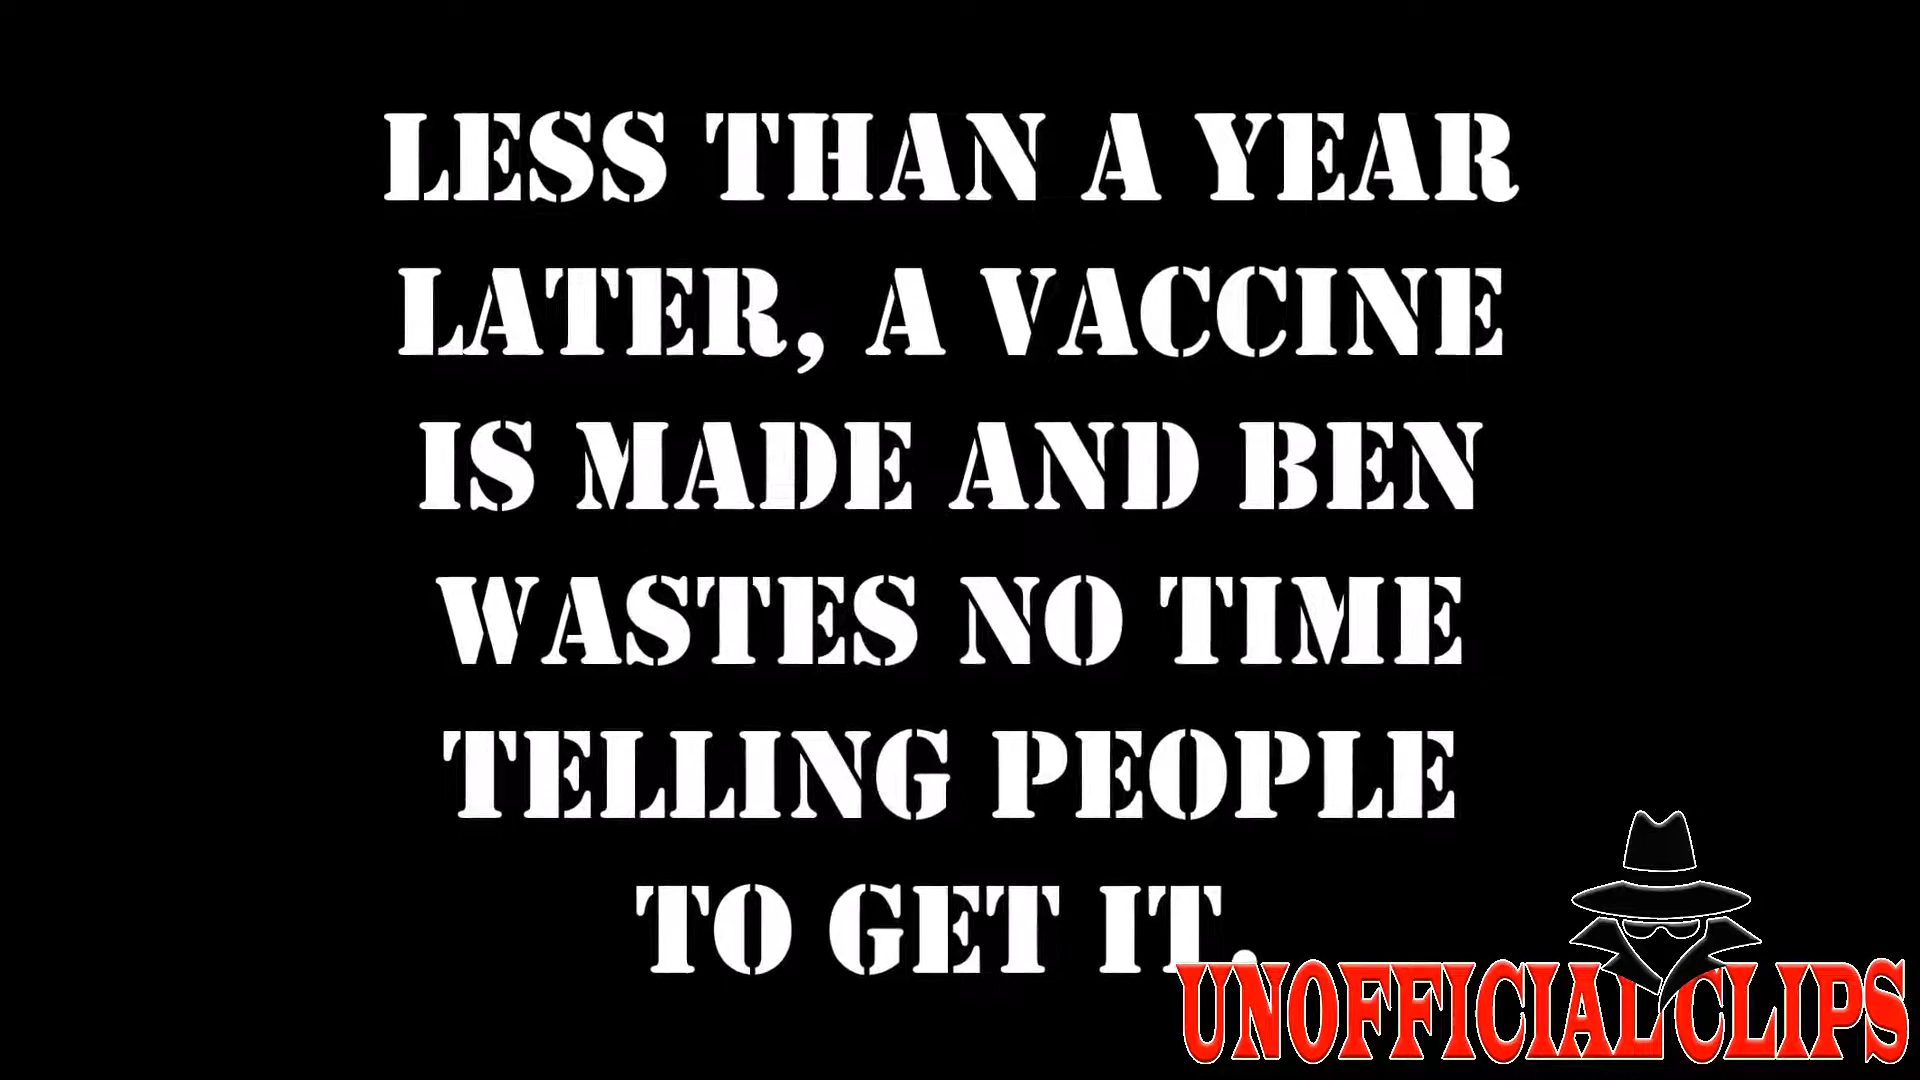 LESS THAN A YEAR
LATER, A VACCINE
IS MADE AND BEN
WASTES NO TIME
TELLING PEOPLE
TO GET IT.
UNOFFICIAL CLIPS